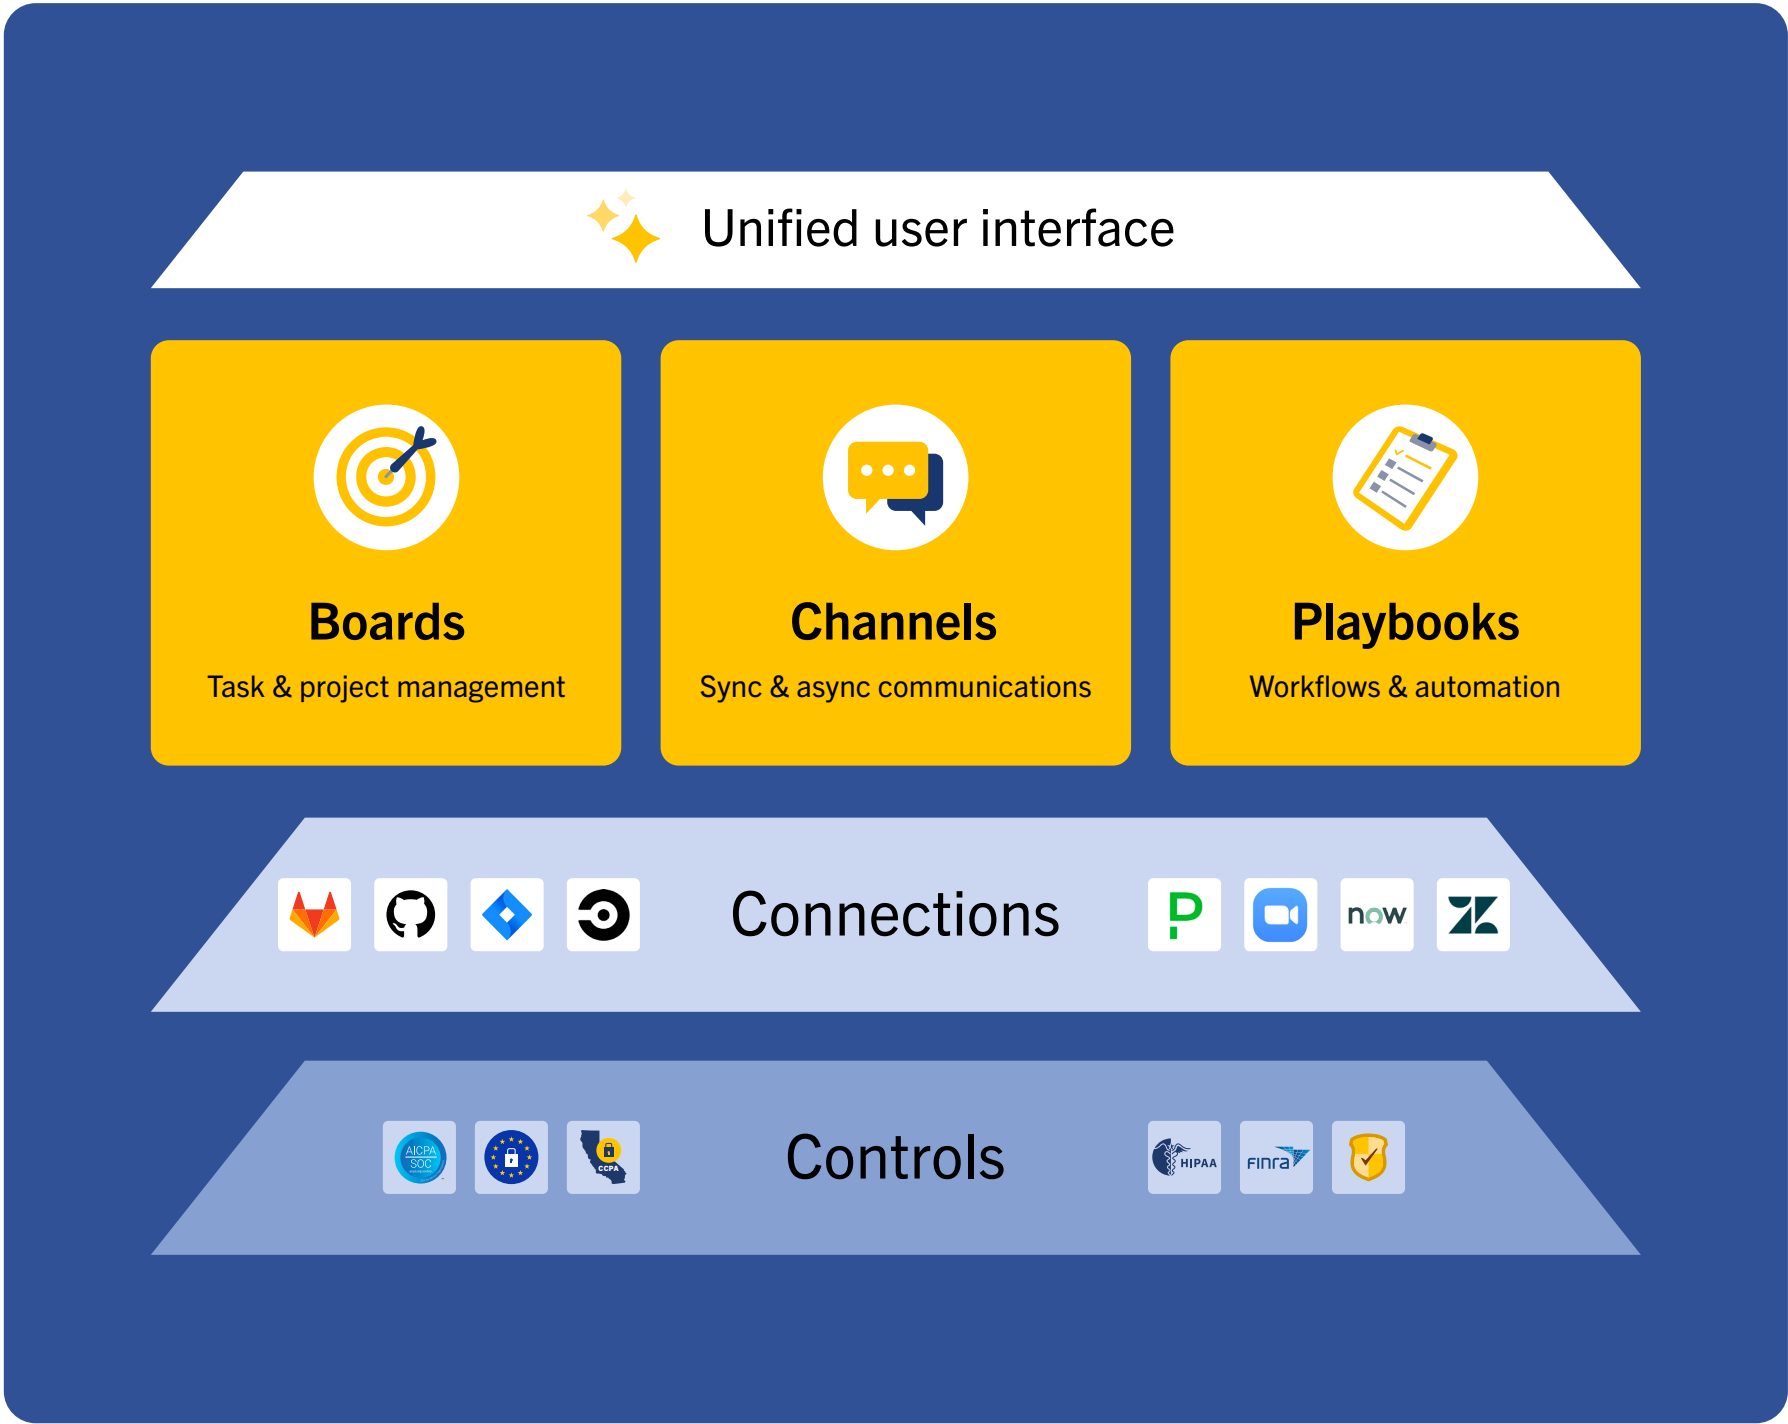 Unified user interface
Boards
Task & project management
Channels
Sync & async communications
Playbooks
Workflows & automation
Connections
now
AICPA
SOC
CCPA
Controls
HIPAA
FINRA